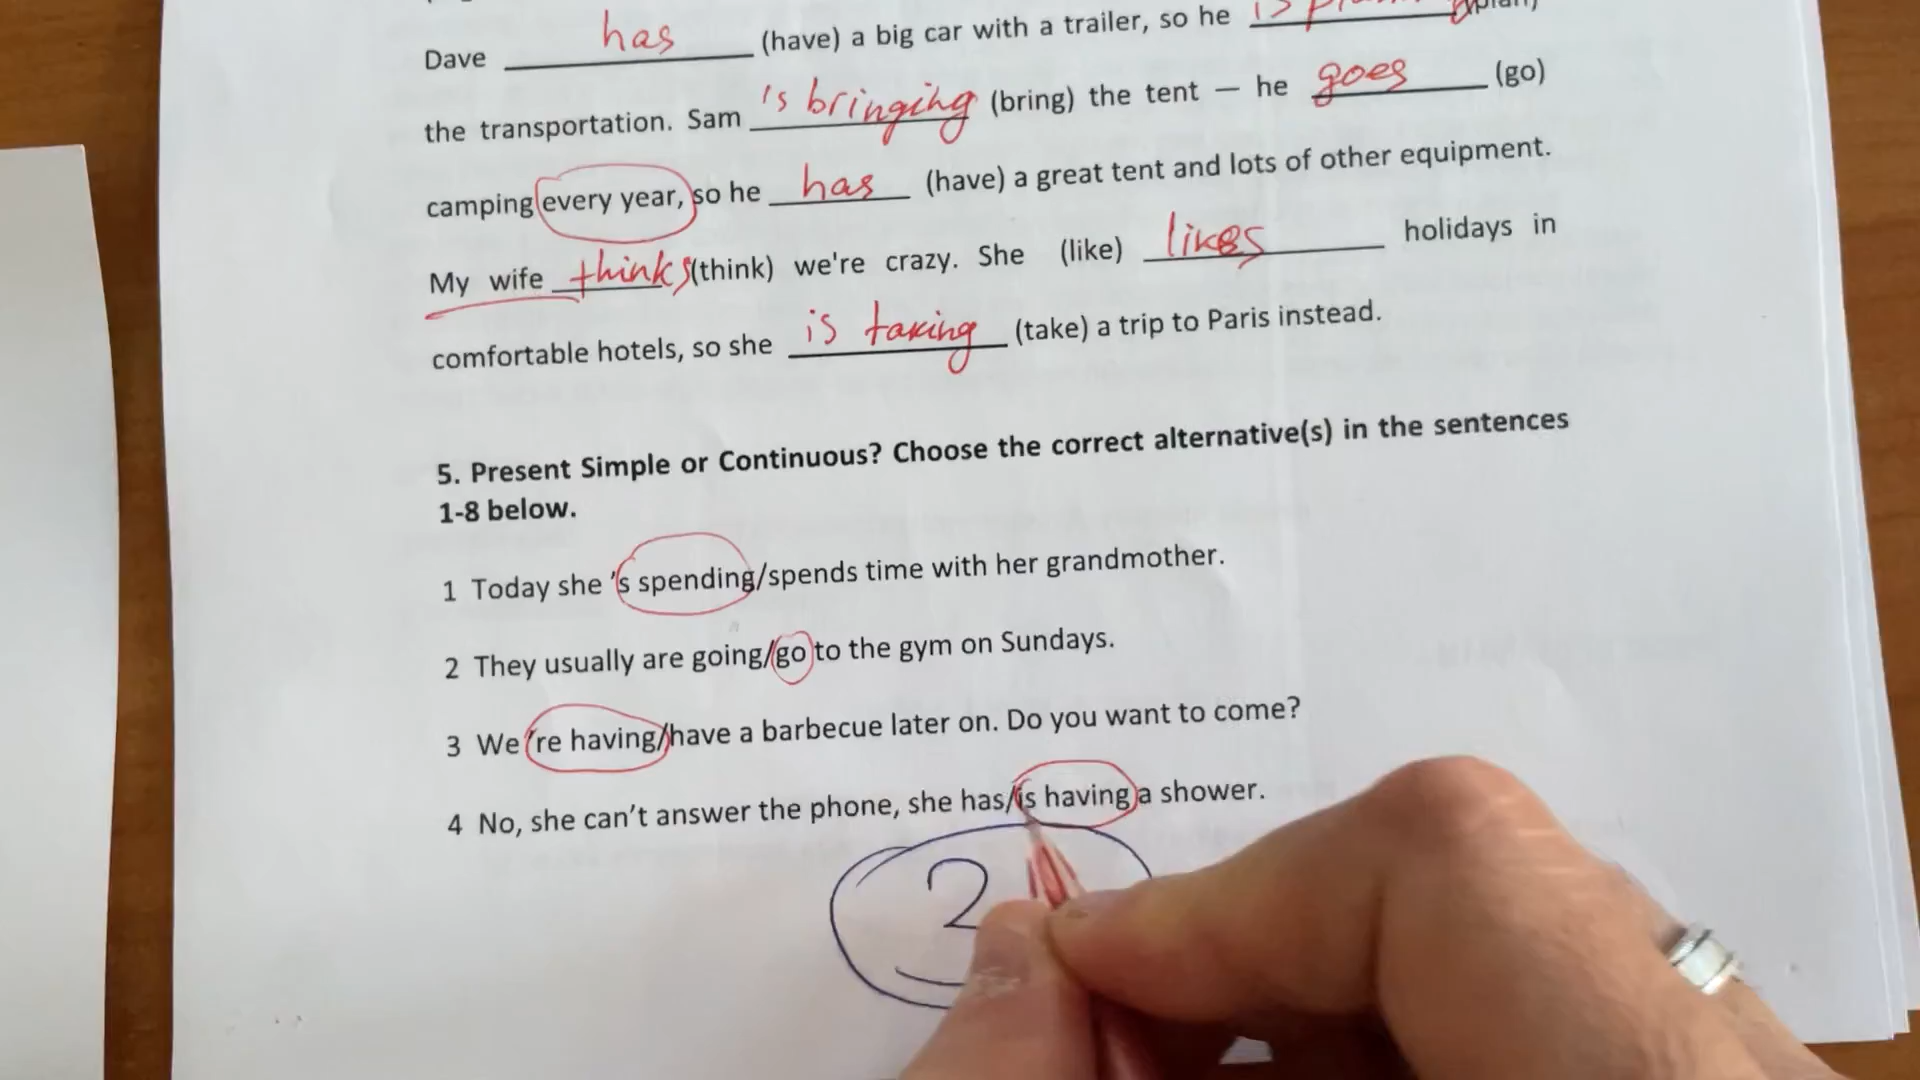 Dave has (have) a big car with a trailer, so he is
the transportation. Sam is bringing (bring) the tent – he goes (go)
camping every year, so he has (have) a great tent and lots of other equipment.
My wife thinks (think) we're crazy. She (like) likes holidays in
comfortable hotels, so she is taking (take) a trip to Paris instead.
5. Present Simple or Continuous? Choose the correct alternative(s) in the sentences
1-8 below.
1 Today she 's spending/spends time with her grandmother.
2 They usually are going/go to the gym on Sundays.
3 We 're having/have a barbecue later on. Do you want to come?
4 No, she can't answer the phone, she has/is having a shower.
2